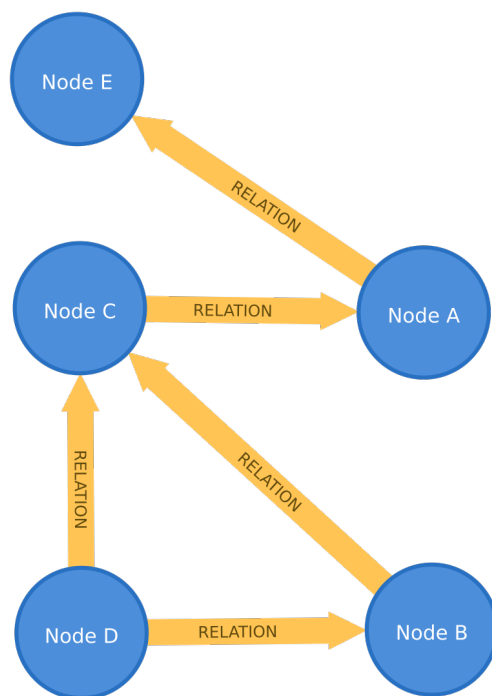 Node E
RELATION
Node C
RELATION
Node A
RELATION
RELATION
Node D
RELATION
Node B